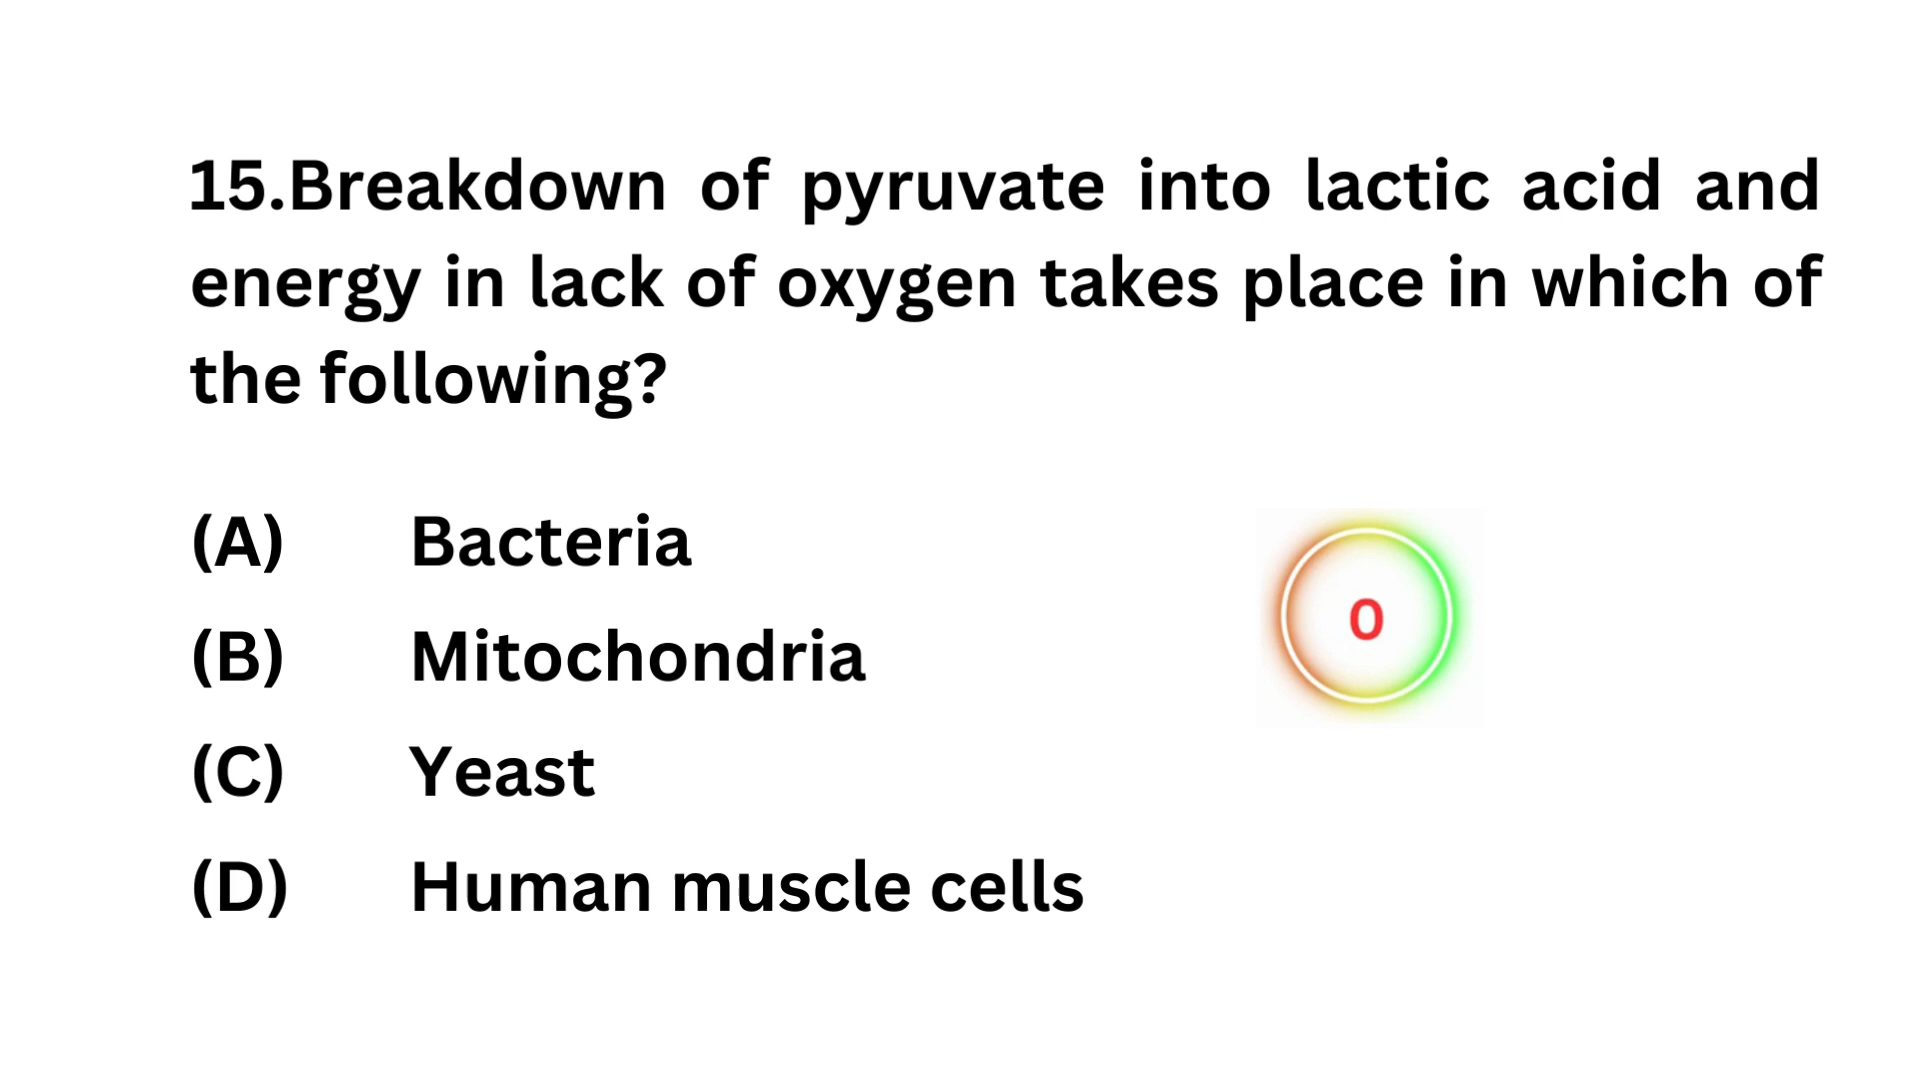 15.Breakdown of pyruvate into lactic acid and
energy in lack of oxygen takes place in which of
the following?
(A) Bacteria
(B) Mitochondria
(C) Yeast
(D) Human muscle cells
0